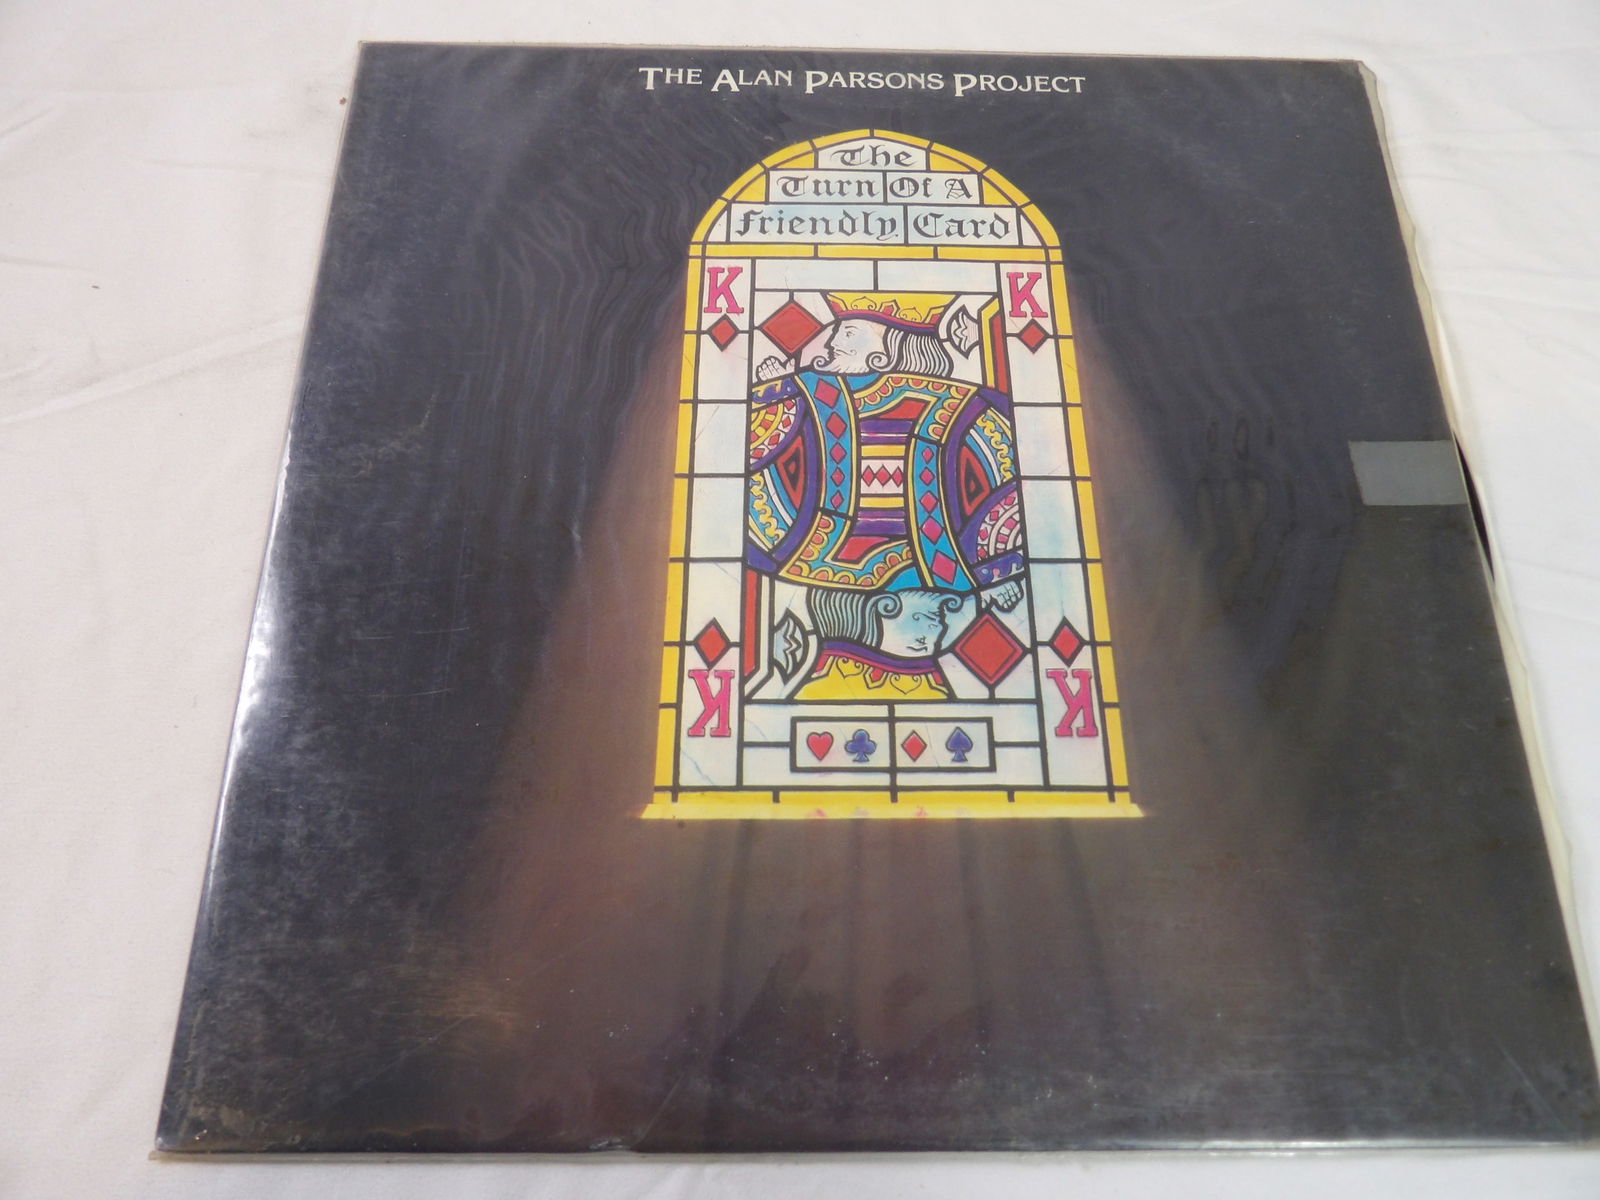 THE ALAN PARSONS PROJECT
The
Turn Of A
Friendly Card
K K
K K